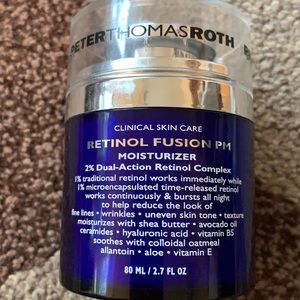 PETERTHOMASROTH
CLINICAL SKIN CARE
RETINOL FUSION PM
MOISTURIZER
2% Dual-Action Retinol Complex
1% traditional retinol works immediately while
1% microencapsulated time-released retinol
works continuously & bursts all night
to help reduce the look of
fine lines • wrinkles • uneven skin tone • texture
moisturizes with shea butter • avocado oil
ceramides • hyaluronic acid • vitamin B5
soothes with colloidal oatmeal
allantoin • aloe • vitamin E
80 ML / 2.7 FL OZ